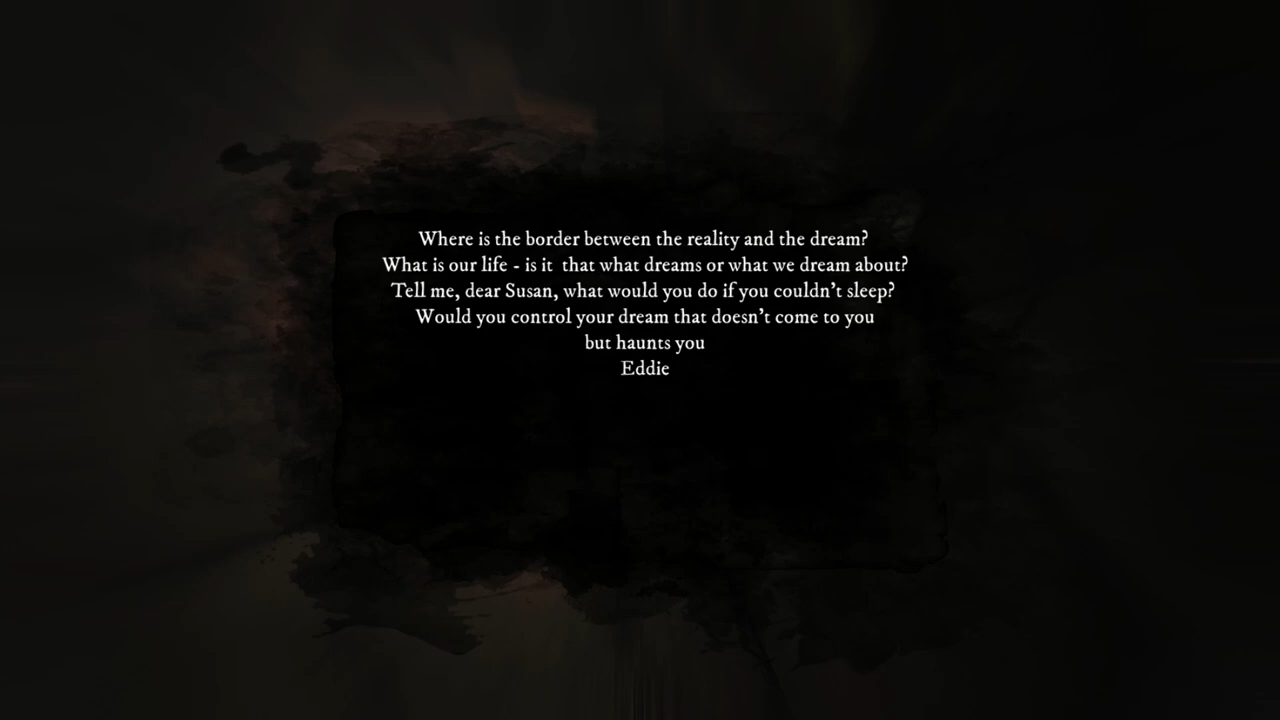 Where is the border between the reality and the dream?
What is our life - is it  that what dreams or what we dream about?
Tell me, dear Susan, what would you do if you couldn't sleep?
Would you control your dream that doesn't come to you
but haunts you
Eddie